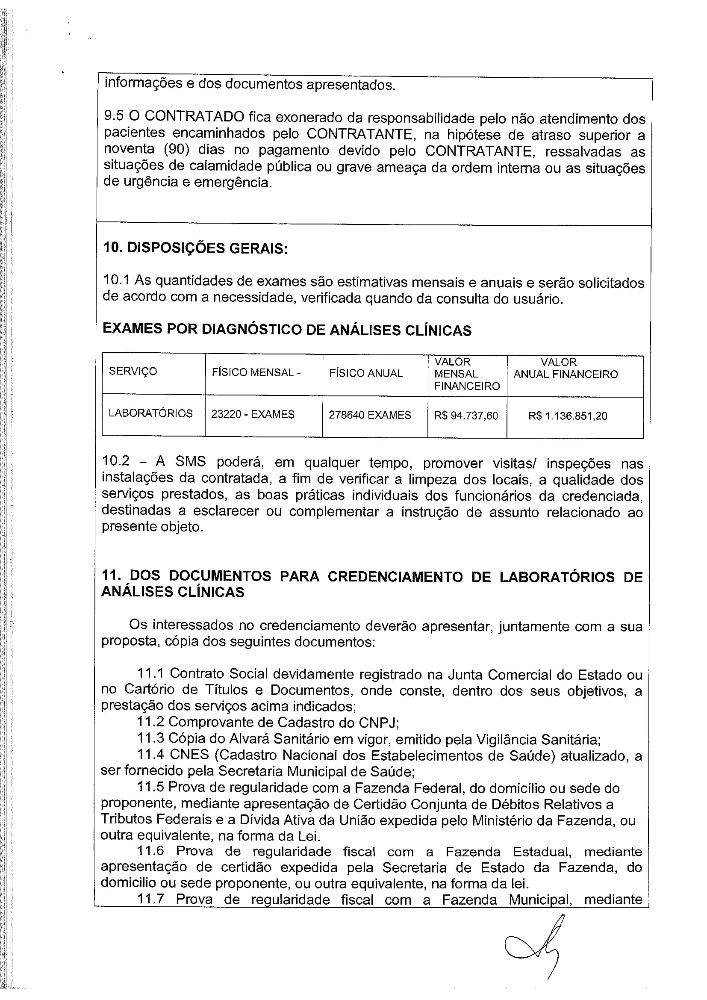 informações e dos documentos apresentados.
9.5 O CONTRATADO fica exonerado da responsabilidade pelo não atendimento dos
pacientes encaminhados pelo CONTRATANTE, na hipótese de atraso superior a
noventa (90) dias no pagamento devido pelo CONTRATANTE, ressalvadas as
situações de calamidade pública ou grave ameaça da ordem interna ou as situações
de urgência e emergência.
10. DISPOSIÇÕES GERAIS:
10.1 As quantidades de exames são estimativas mensais e anuais e serão solicitados
de acordo com a necessidade, verificada quando da consulta do usuário.
EXAMES POR DIAGNÓSTICO DE ANÁLISES CLÍNICAS
SERVIÇO FÍSICO MENSAL - FÍSICO ANUAL VALOR MENSAL FINANCEIRO VALOR ANUAL FINANCEIRO
LABORATÓRIOS 23220 - EXAMES 278640 EXAMES R$ 94.737,60 R$ 1.136.851,20
10.2 – A SMS poderá, em qualquer tempo, promover visitas/ inspeções nas
instalações da contratada, a fim de verificar a limpeza dos locais, a qualidade dos
serviços prestados, as boas práticas individuais dos funcionários da credenciada,
destinadas a esclarecer ou complementar a instrução de assunto relacionado ao
presente objeto.
11. DOS DOCUMENTOS PARA CREDENCIAMENTO DE LABORATÓRIOS DE
ANÁLISES CLÍNICAS
Os interessados no credenciamento deverão apresentar, juntamente com a sua
proposta, cópia dos seguintes documentos:
11.1 Contrato Social devidamente registrado na Junta Comercial do Estado ou
no Cartório de Títulos e Documentos, onde conste, dentro dos seus objetivos, a
prestação dos serviços acima indicados;
11.2 Comprovante de Cadastro do CNPJ;
11.3 Cópia do Alvará Sanitário em vigor, emitido pela Vigilância Sanitária;
11.4 CNES (Cadastro Nacional dos Estabelecimentos de Saúde) atualizado, a
ser fornecido pela Secretaria Municipal de Saúde;
11.5 Prova de regularidade com a Fazenda Federal, do domicílio ou sede do
proponente, mediante apresentação de Certidão Conjunta de Débitos Relativos a
Tributos Federais e a Dívida Ativa da União expedida pelo Ministério da Fazenda, ou
outra equivalente, na forma da Lei.
11.6 Prova de regularidade fiscal com a Fazenda Estadual, mediante
apresentação de certidão expedida pela Secretaria de Estado da Fazenda, do
domicilio ou sede proponente, ou outra equivalente, na forma da lei.
11.7 Prova de regularidade fiscal com a Fazenda Municipal, mediante